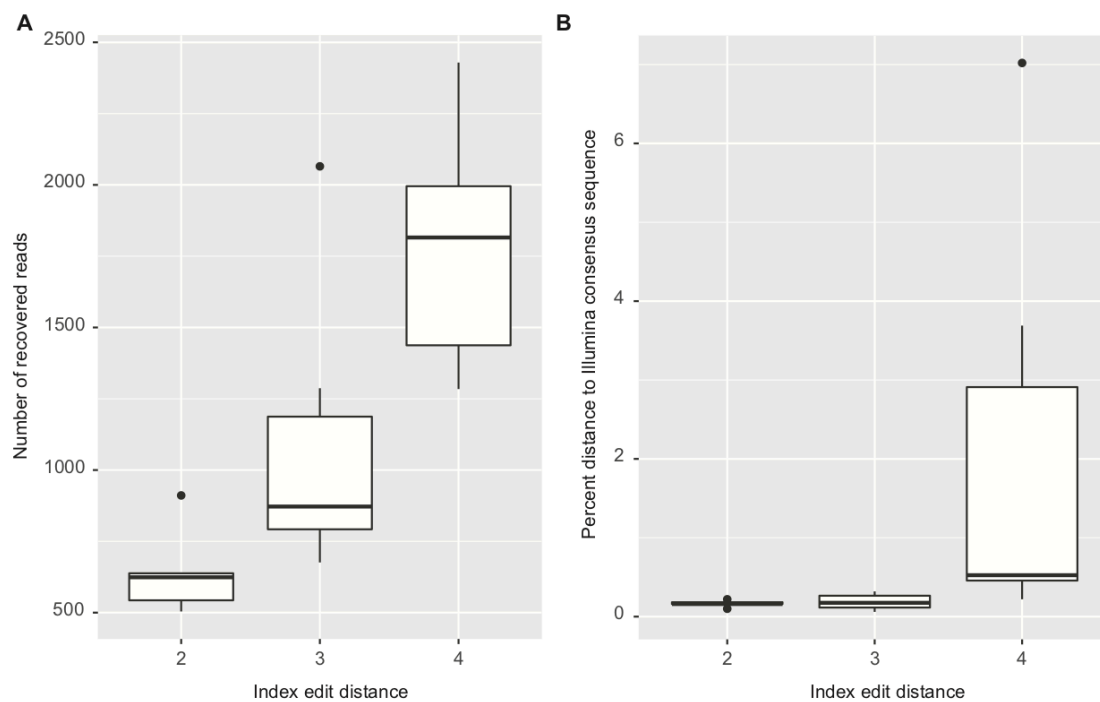 A
Number of recovered reads
2500
2000
1500
1000
500
2 3 4
Index edit distance
B
Percent distance to Illumina consensus sequence
6
4
2
0
2 3 4
Index edit distance